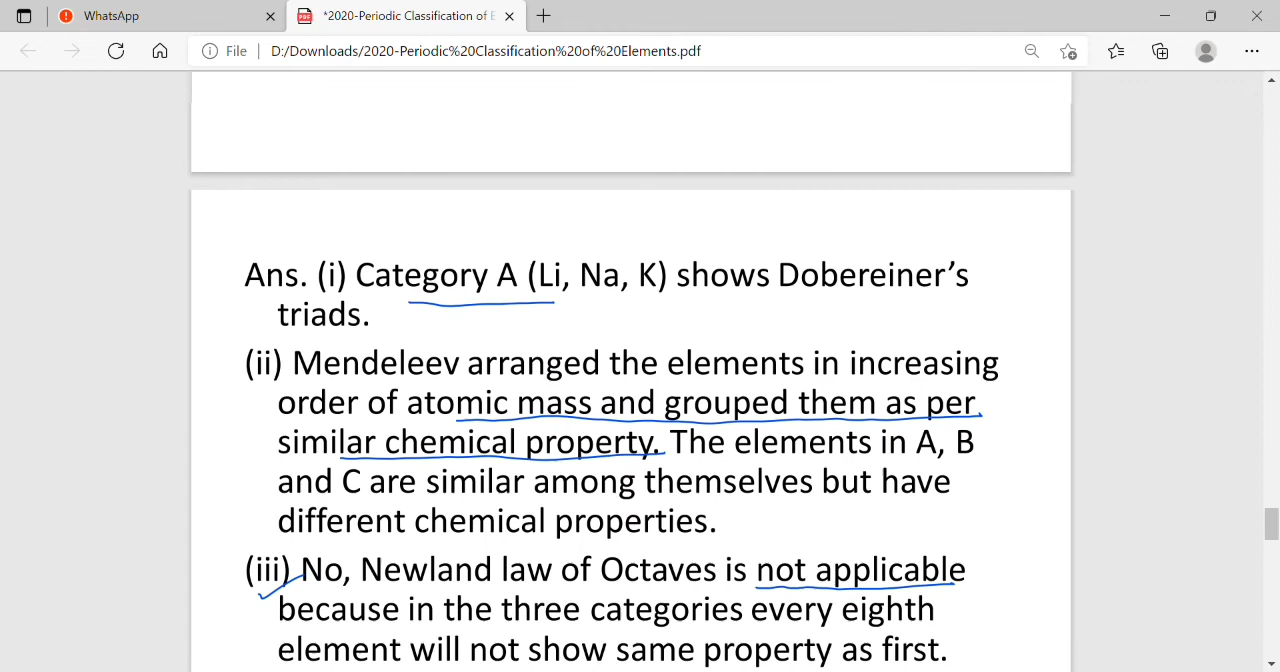 WhatsApp
*2020-Periodic Classification of E
File
D:/Downloads/2020-Periodic%20Classification%20of%20Elements.pdf
Ans. (i) Category A (Li, Na, K) shows Dobereiner’s
triads.
(ii) Mendeleev arranged the elements in increasing
order of atomic mass and grouped them as per
similar chemical property. The elements in A, B
and C are similar among themselves but have
different chemical properties.
(iii) No, Newland law of Octaves is not applicable
because in the three categories every eighth
element will not show same property as first.